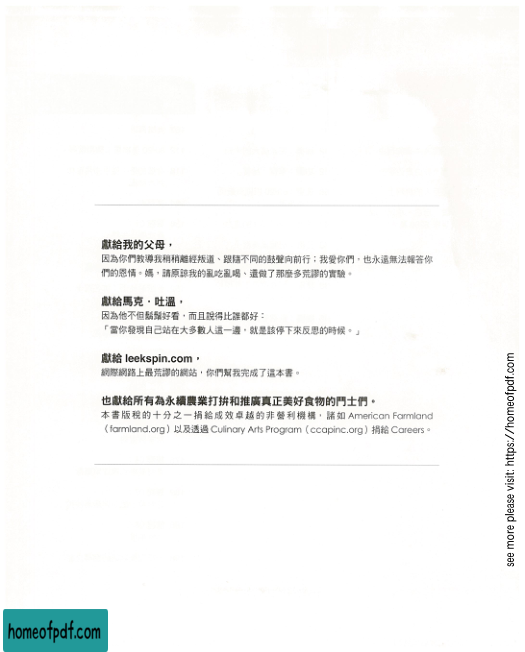 獻給我的父母，
因為你們教導我稍稍離經叛道、跟隨不同的鼓聲向前行；我愛你們，也永遠無法報答你
們的恩情。媽，請原諒我的亂吃亂喝、還做了那麼多荒謬的實驗。
獻給馬克．吐溫，
因為他不但鬍鬚好看，而且說得比誰都好：
「當你發現自己站在大多數人這一邊，就是該停下來反思的時候。」
獻給 leekspin.com，
網際網路上最荒謬的網站，你們幫我完成了這本書。
也獻給所有為永續農業打拚和推廣真正美好食物的鬥士們。
本書版稅的十分之一捐給成效卓越的非營利機構，諸如 American Farmland
（farmland.org）以及透過 Culinary Arts Program（ccapinc.org）捐給 Careers。
see more please visit: https://homeofpdf.com
homeofpdf.com